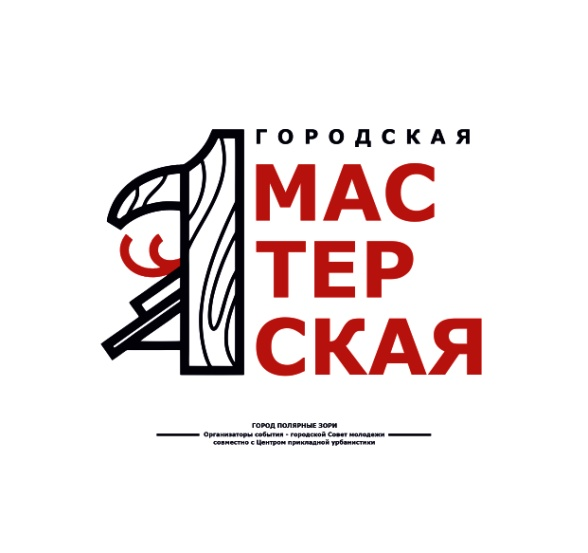 ГОРОДСКАЯ
МАС
ТЕР
СКАЯ
ГОРОД ПОЛЯРНЫЕ ЗОРИ
Организаторы события - городской Совет молодежи
совместно с Центром прикладной урбанистики